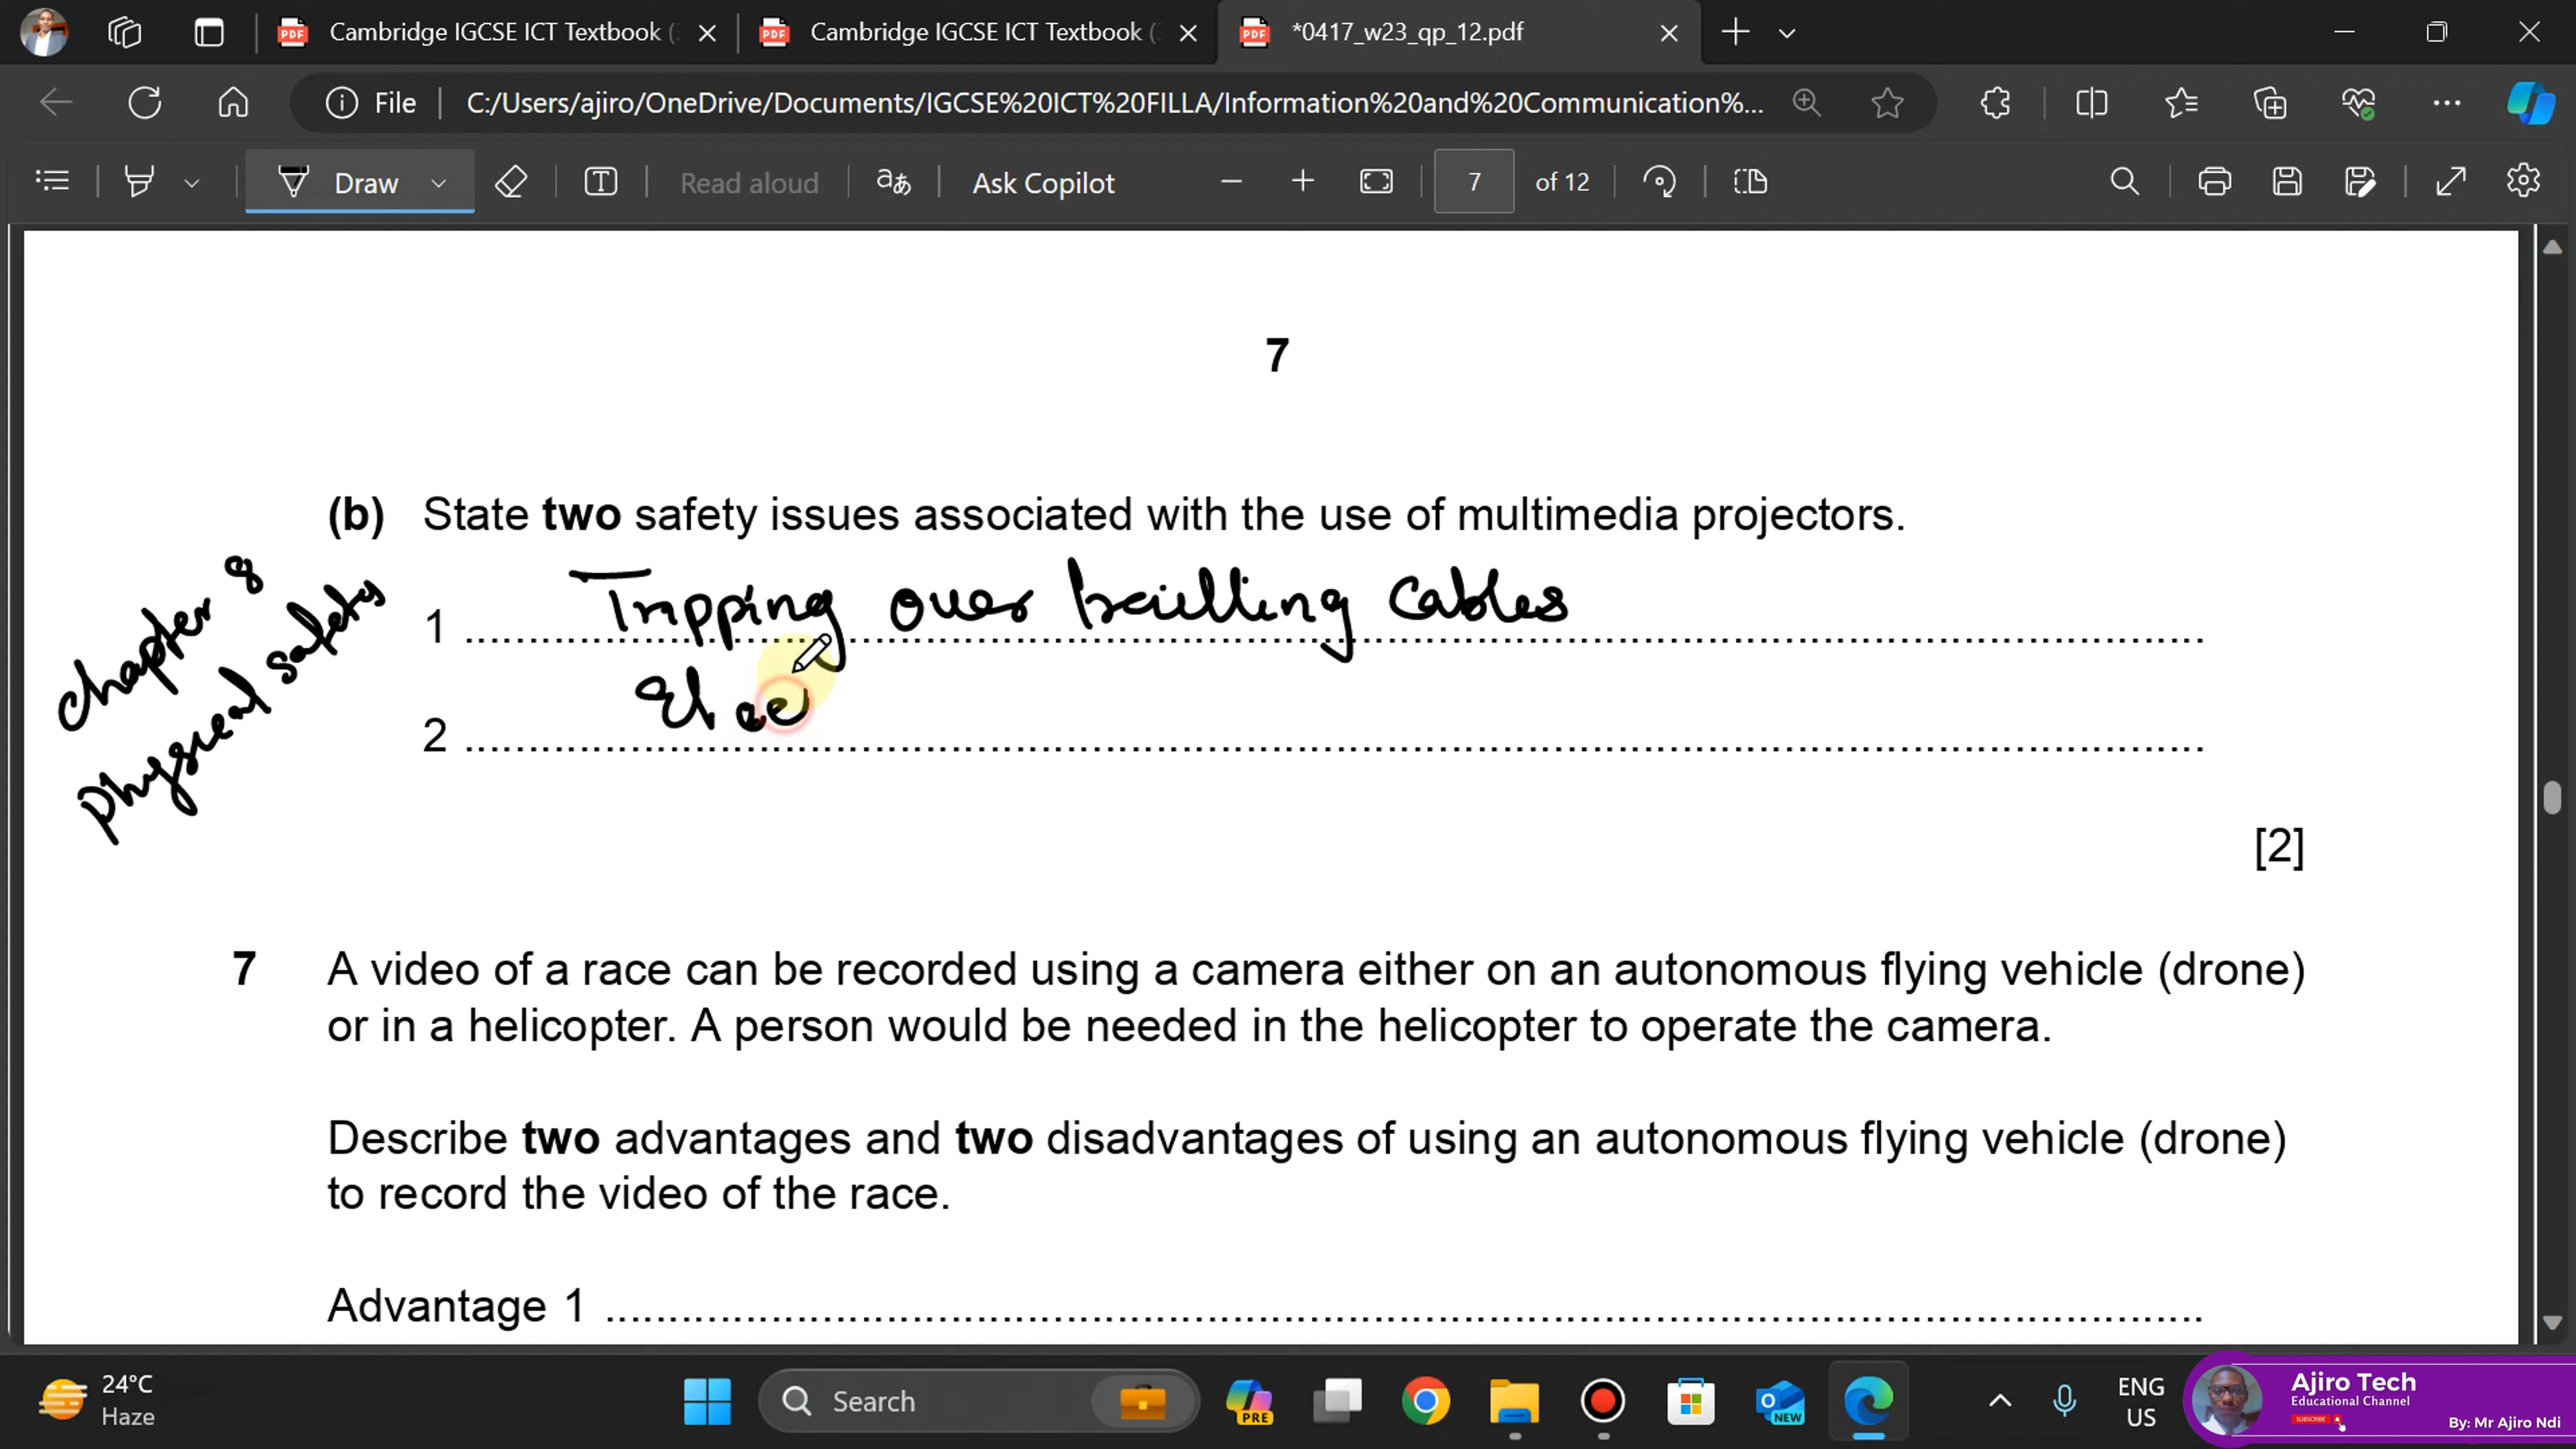 Cambridge IGCSE ICT Textbook (
Cambridge IGCSE ICT Textbook (
*0417_w23_qp_12.pdf
File
C:/Users/ajiro/OneDrive/Documents/IGCSE%20ICT%20FILLA/Information%20and%20Communication%...
Draw
Read aloud
Ask Copilot
7
of 12
7
(b) State two safety issues associated with the use of multimedia projectors.
chapter 8
physical safety
1 Tripping over trailling cables
2 Elec
[2]
7 A video of a race can be recorded using a camera either on an autonomous flying vehicle (drone)
or in a helicopter. A person would be needed in the helicopter to operate the camera.
Describe two advantages and two disadvantages of using an autonomous flying vehicle (drone)
to record the video of the race.
Advantage 1
24°C
Haze
Search
PRE
NEW
ENG
US
Ajiro Tech
Educational Channel
SUBSCRIBE
By: Mr Ajiro Ndi